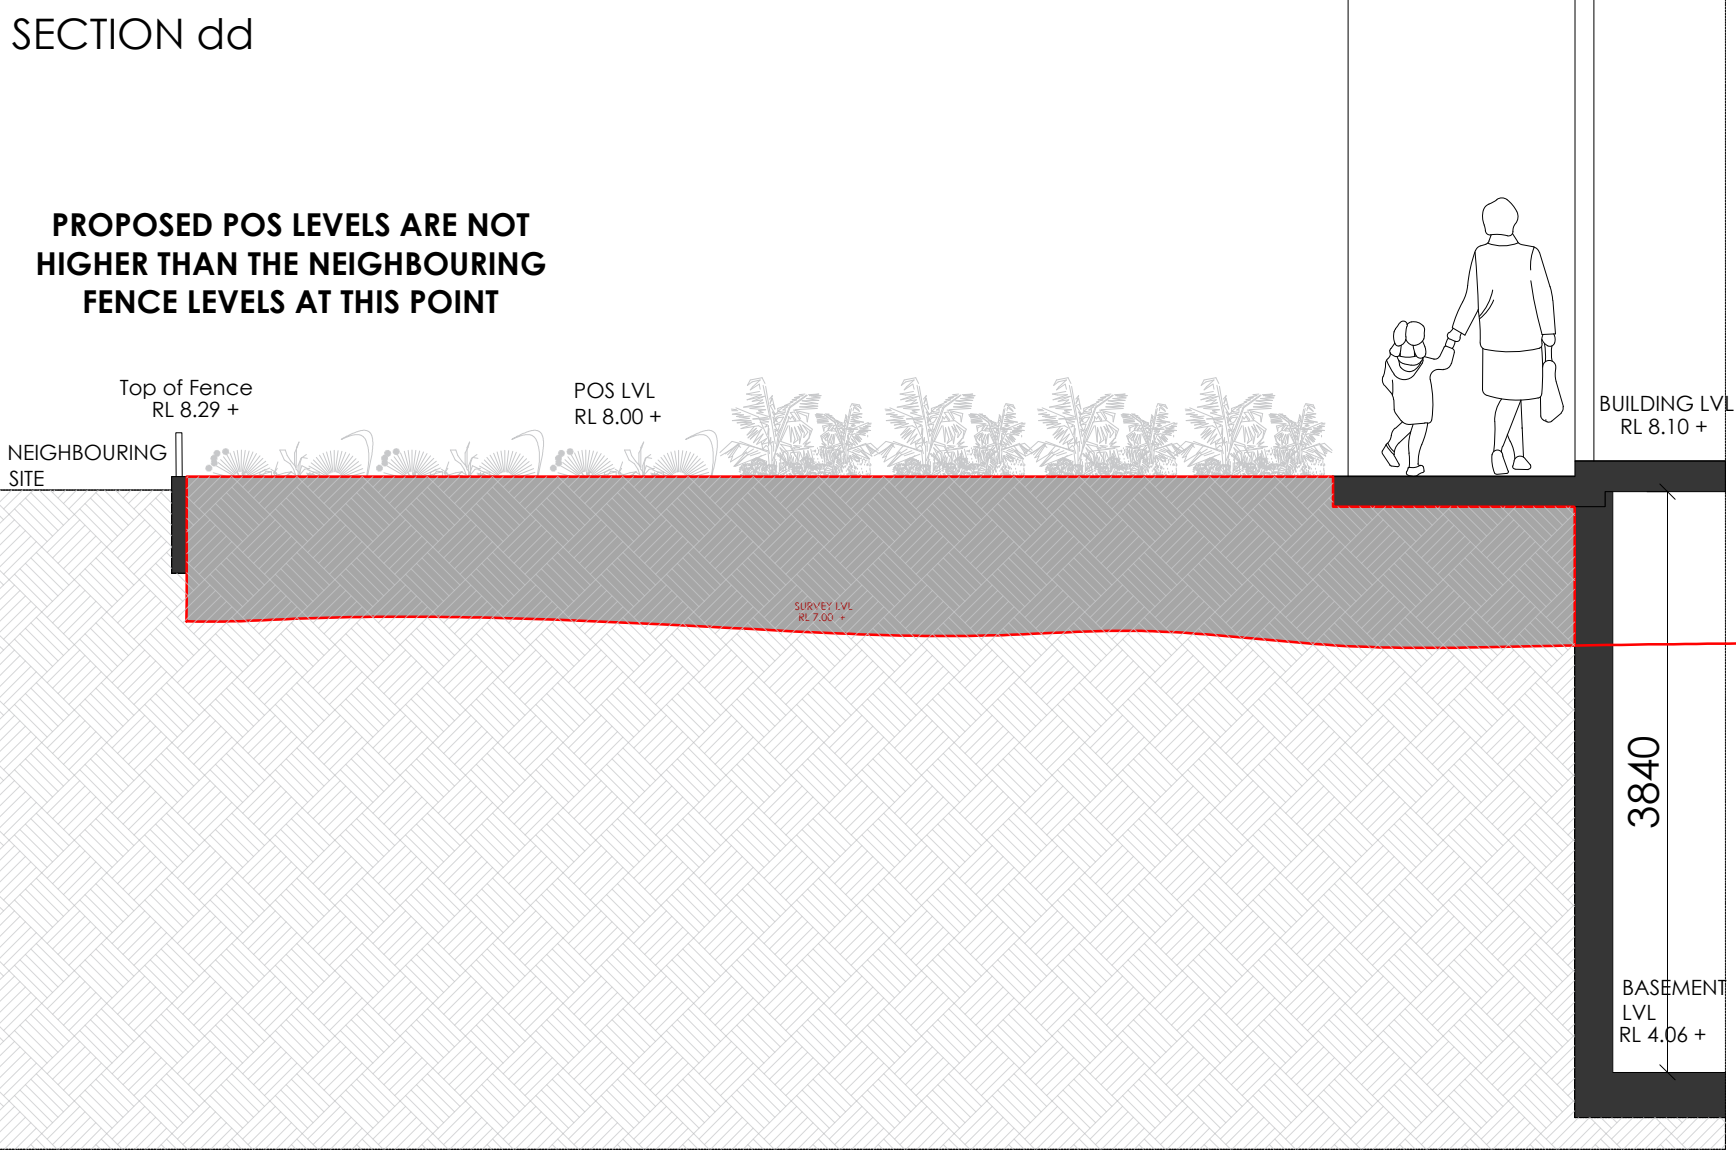 SECTION dd
PROPOSED POS LEVELS ARE NOT
HIGHER THAN THE NEIGHBOURING
FENCE LEVELS AT THIS POINT
Top of Fence
RL 8.29 +
POS LVL
RL 8.00 +
BUILDING LVL
RL 8.10 +
NEIGHBOURING
SITE
SURVEY LVL
RL 7.00 +
3840
BASEMENT
LVL
RL 4.06 +